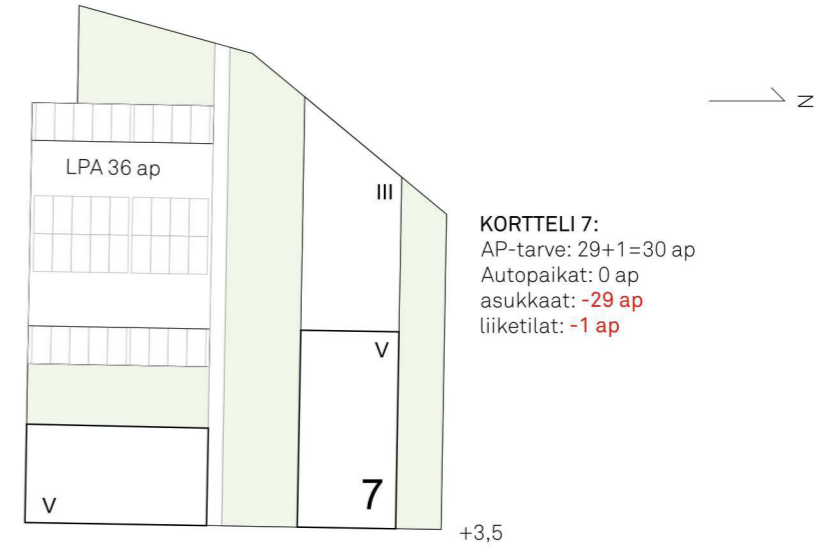 N
LPA 36 ap
III
KORTTELI 7:
AP-tarve: 29+1=30 ap
Autopaikat: 0 ap
asukkaat: -29 ap
liiketilat: -1 ap
V
V
7
+3,5